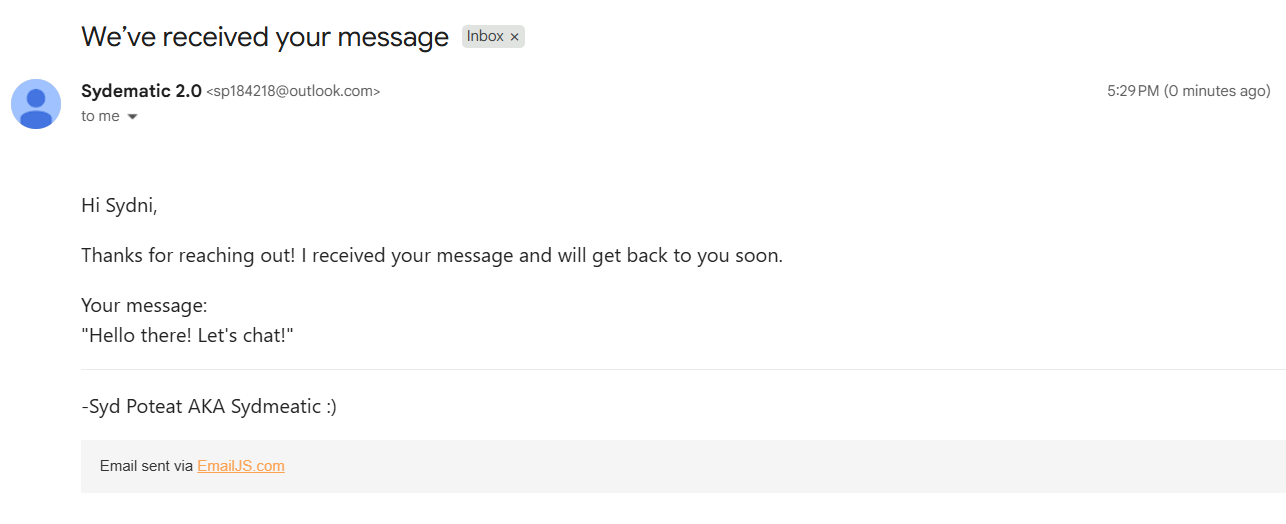 We’ve received your message Inbox ×
Sydematic 2.0 <sp184218@outlook.com> 5:29 PM (0 minutes ago)
to me
Hi Sydni,
Thanks for reaching out! I received your message and will get back to you soon.
Your message:
"Hello there! Let's chat!"
-Syd Poteat AKA Sydmeatic :)
Email sent via EmailJS.com